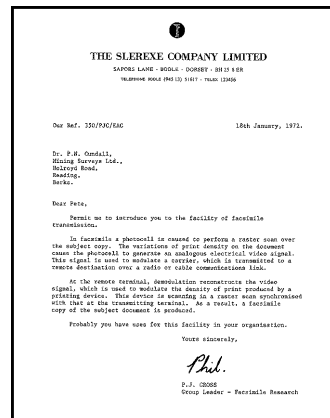 THE SLEREXE COMPANY LIMITED
SAPORS LANE - BOOLE - DORSET - BH 25 8 ER
TELEPHONE BOOLE (945 13) 51617 - TELEX 123456
Our Ref. 350/PJC/EAC 18th January, 1972.
Dr. P.N. Cundall,
Mining Surveys Ltd.,
Holroyd Road,
Reading,
Berks.
Dear Pete,
Permit me to introduce you to the facility of facsimile
transmission.
In facsimile a photocell is caused to perform a raster scan over
the subject copy. The variations of print density on the document
cause the photocell to generate an analogous electrical video signal.
This signal is used to modulate a carrier, which is transmitted to a
remote destination over a radio or cable communications link.
At the remote terminal, demodulation reconstructs the video
signal, which is used to modulate the density of print produced by a
printing device. This device is scanning in a raster scan synchronised
with that at the transmitting terminal. As a result, a facsimile
copy of the subject document is produced.
Probably you have uses for this facility in your organisation.
Yours sincerely,
Phil.
P.J. CROSS
Group Leader - Facsimile Research